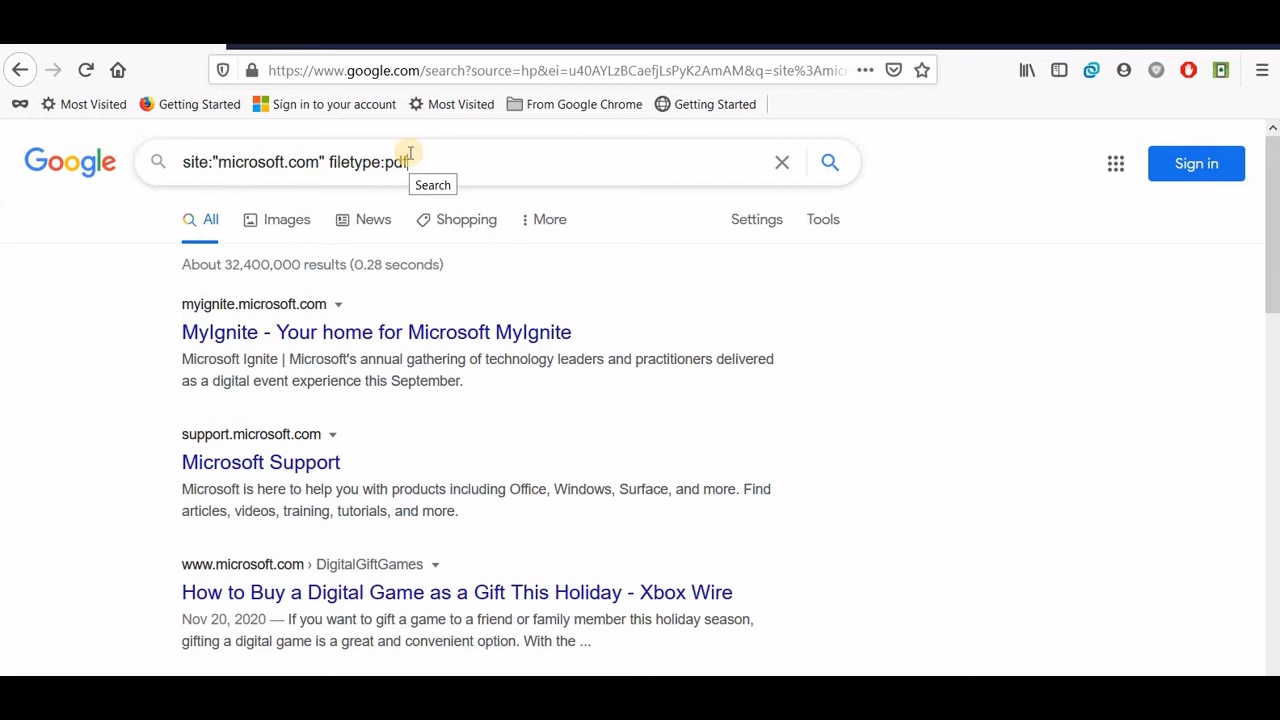 https://www.google.com/search?source=hp&ei=u40AYLzBCaefjLsPyK2AmAM&q=site%3Amicr
Most Visited Getting Started Sign in to your account Most Visited From Google Chrome Getting Started
Google site:"microsoft.com" filetype:pdf Sign in
Search
All Images News Shopping More Settings Tools
About 32,400,000 results (0.28 seconds)
myignite.microsoft.com
MyIgnite - Your home for Microsoft MyIgnite
Microsoft Ignite | Microsoft's annual gathering of technology leaders and practitioners delivered
as a digital event experience this September.
support.microsoft.com
Microsoft Support
Microsoft is here to help you with products including Office, Windows, Surface, and more. Find
articles, videos, training, tutorials, and more.
www.microsoft.com › DigitalGiftGames
How to Buy a Digital Game as a Gift This Holiday - Xbox Wire
Nov 20, 2020 — If you want to gift a game to a friend or family member this holiday season,
gifting a digital game is a great and convenient option. With the ...